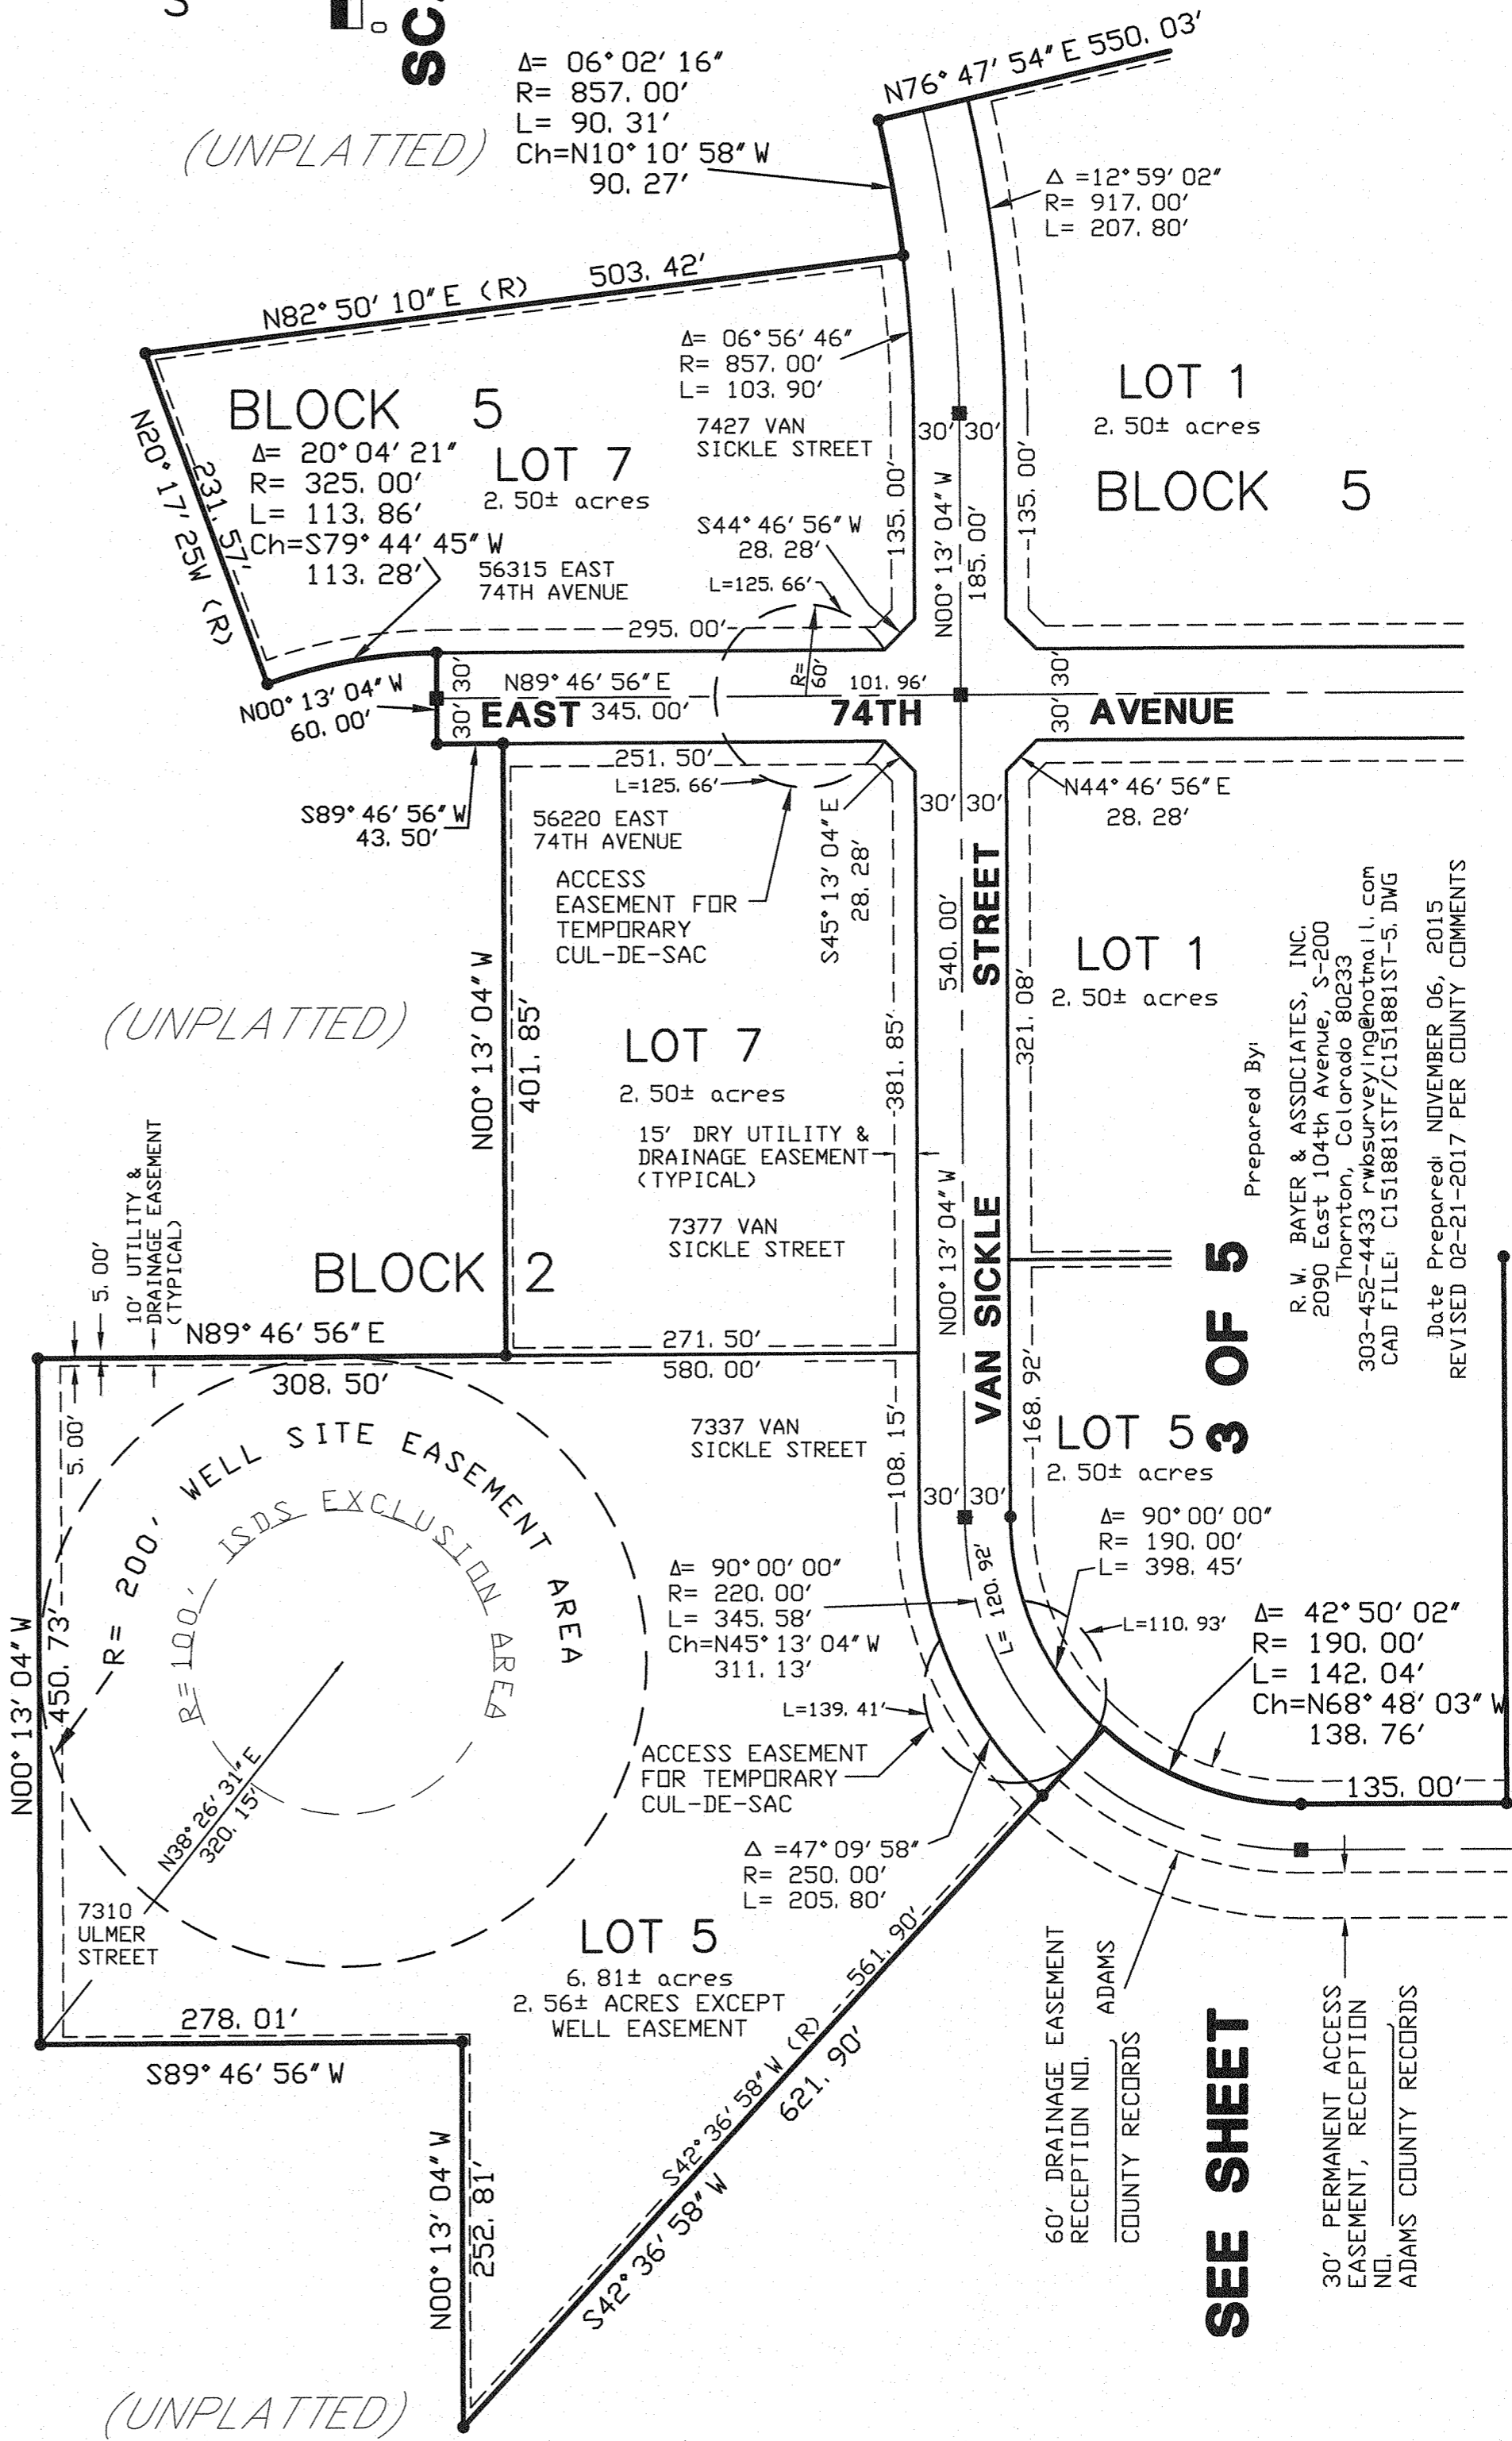 SC
Δ= 06° 02' 16"
R= 857. 00'
L= 90. 31'
Ch=N10° 10' 58" W
90. 27'
(UNPLATTED)
N76° 47' 54" E 550. 03'
Δ =12° 59' 02"
R= 917. 00'
L= 207. 80'
N82° 50' 10" E (R) 503. 42'
Δ= 06° 56' 46"
R= 857. 00'
L= 103. 90'
7427 VAN
SICKLE STREET
LOT 1
2. 50± acres
BLOCK 5
BLOCK 5
Δ= 20° 04' 21"
R= 325. 00'
L= 113. 86'
Ch=S79° 44' 45" W
113. 28'
LOT 7
2. 50± acres
N20° 17' 25W (R)
231. 57'
56315 EAST
74TH AVENUE
S44° 46' 56" W
28. 28'
L=125. 66'
135. 00'
30' 30'
N00° 13' 04" W
185. 00'
135. 00'
295. 00'
N00° 13' 04" W
60. 00'
30' 30'
N89° 46' 56" E
345. 00'
R=
60'
101. 96'
30' 30'
EAST 74TH AVENUE
251. 50'
L=125. 66'
S89° 46' 56" W
43. 50'
56220 EAST
74TH AVENUE
ACCESS
EASEMENT FOR
TEMPORARY
CUL-DE-SAC
S45° 13' 04" E
28. 28'
30' 30'
N44° 46' 56" E
28. 28'
540. 00'
STREET
LOT 1
2. 50± acres
321. 08'
(UNPLATTED)
N00° 13' 04" W
401. 85'
LOT 7
2. 50± acres
381. 85'
15' DRY UTILITY &
DRAINAGE EASEMENT
(TYPICAL)
7377 VAN
SICKLE STREET
N00° 13' 04" W
VAN SICKLE
Prepared By:
R. W. BAYER & ASSOCIATES, INC.
2090 East 104th Avenue, S-200
Thornton, Colorado 80233
303-452-4433 rwbsurveying@hotmail. com
CAD FILE: C151881STF/C151881ST-5. DWG
Date Prepared: NOVEMBER 06, 2015
REVISED 02-21-2017 PER COUNTY COMMENTS
BLOCK 2
10' UTILITY &
DRAINAGE EASEMENT
(TYPICAL)
5. 00'
5. 00'
N89° 46' 56" E
308. 50'
271. 50'
580. 00'
7337 VAN
SICKLE STREET
108. 15'
168. 92'
LOT 5
2. 50± acres
30' 30'
R= 200' WELL SITE EASEMENT AREA
R=100' ISDS EXCLUSION AREA
Δ= 90° 00' 00"
R= 220. 00'
L= 345. 58'
Ch=N45° 13' 04" W
311. 13'
L= 120. 92'
Δ= 90° 00' 00"
R= 190. 00'
L= 398. 45'
L=110. 93'
Δ= 42° 50' 02"
R= 190. 00'
L= 142. 04'
Ch=N68° 48' 03" W
138. 76'
135. 00'
L=139. 41'
ACCESS EASEMENT
FOR TEMPORARY
CUL-DE-SAC
Δ =47° 09' 58"
R= 250. 00'
L= 205. 80'
N00° 13' 04" W
450. 73'
N38° 26' 31" E
320. 15'
7310
ULMER
STREET
LOT 5
6. 81± acres
2. 56± ACRES EXCEPT
WELL EASEMENT
278. 01'
S89° 46' 56" W
N00° 13' 04" W
252. 81'
561. 90'
S42° 36' 58" W (R)
S42° 36' 58" W
621. 90'
60' DRAINAGE EASEMENT
RECEPTION NO. ADAMS
COUNTY RECORDS
SEE SHEET 3 OF 5
30' PERMANENT ACCESS
EASEMENT, RECEPTION
NO.
ADAMS COUNTY RECORDS
(UNPLATTED)